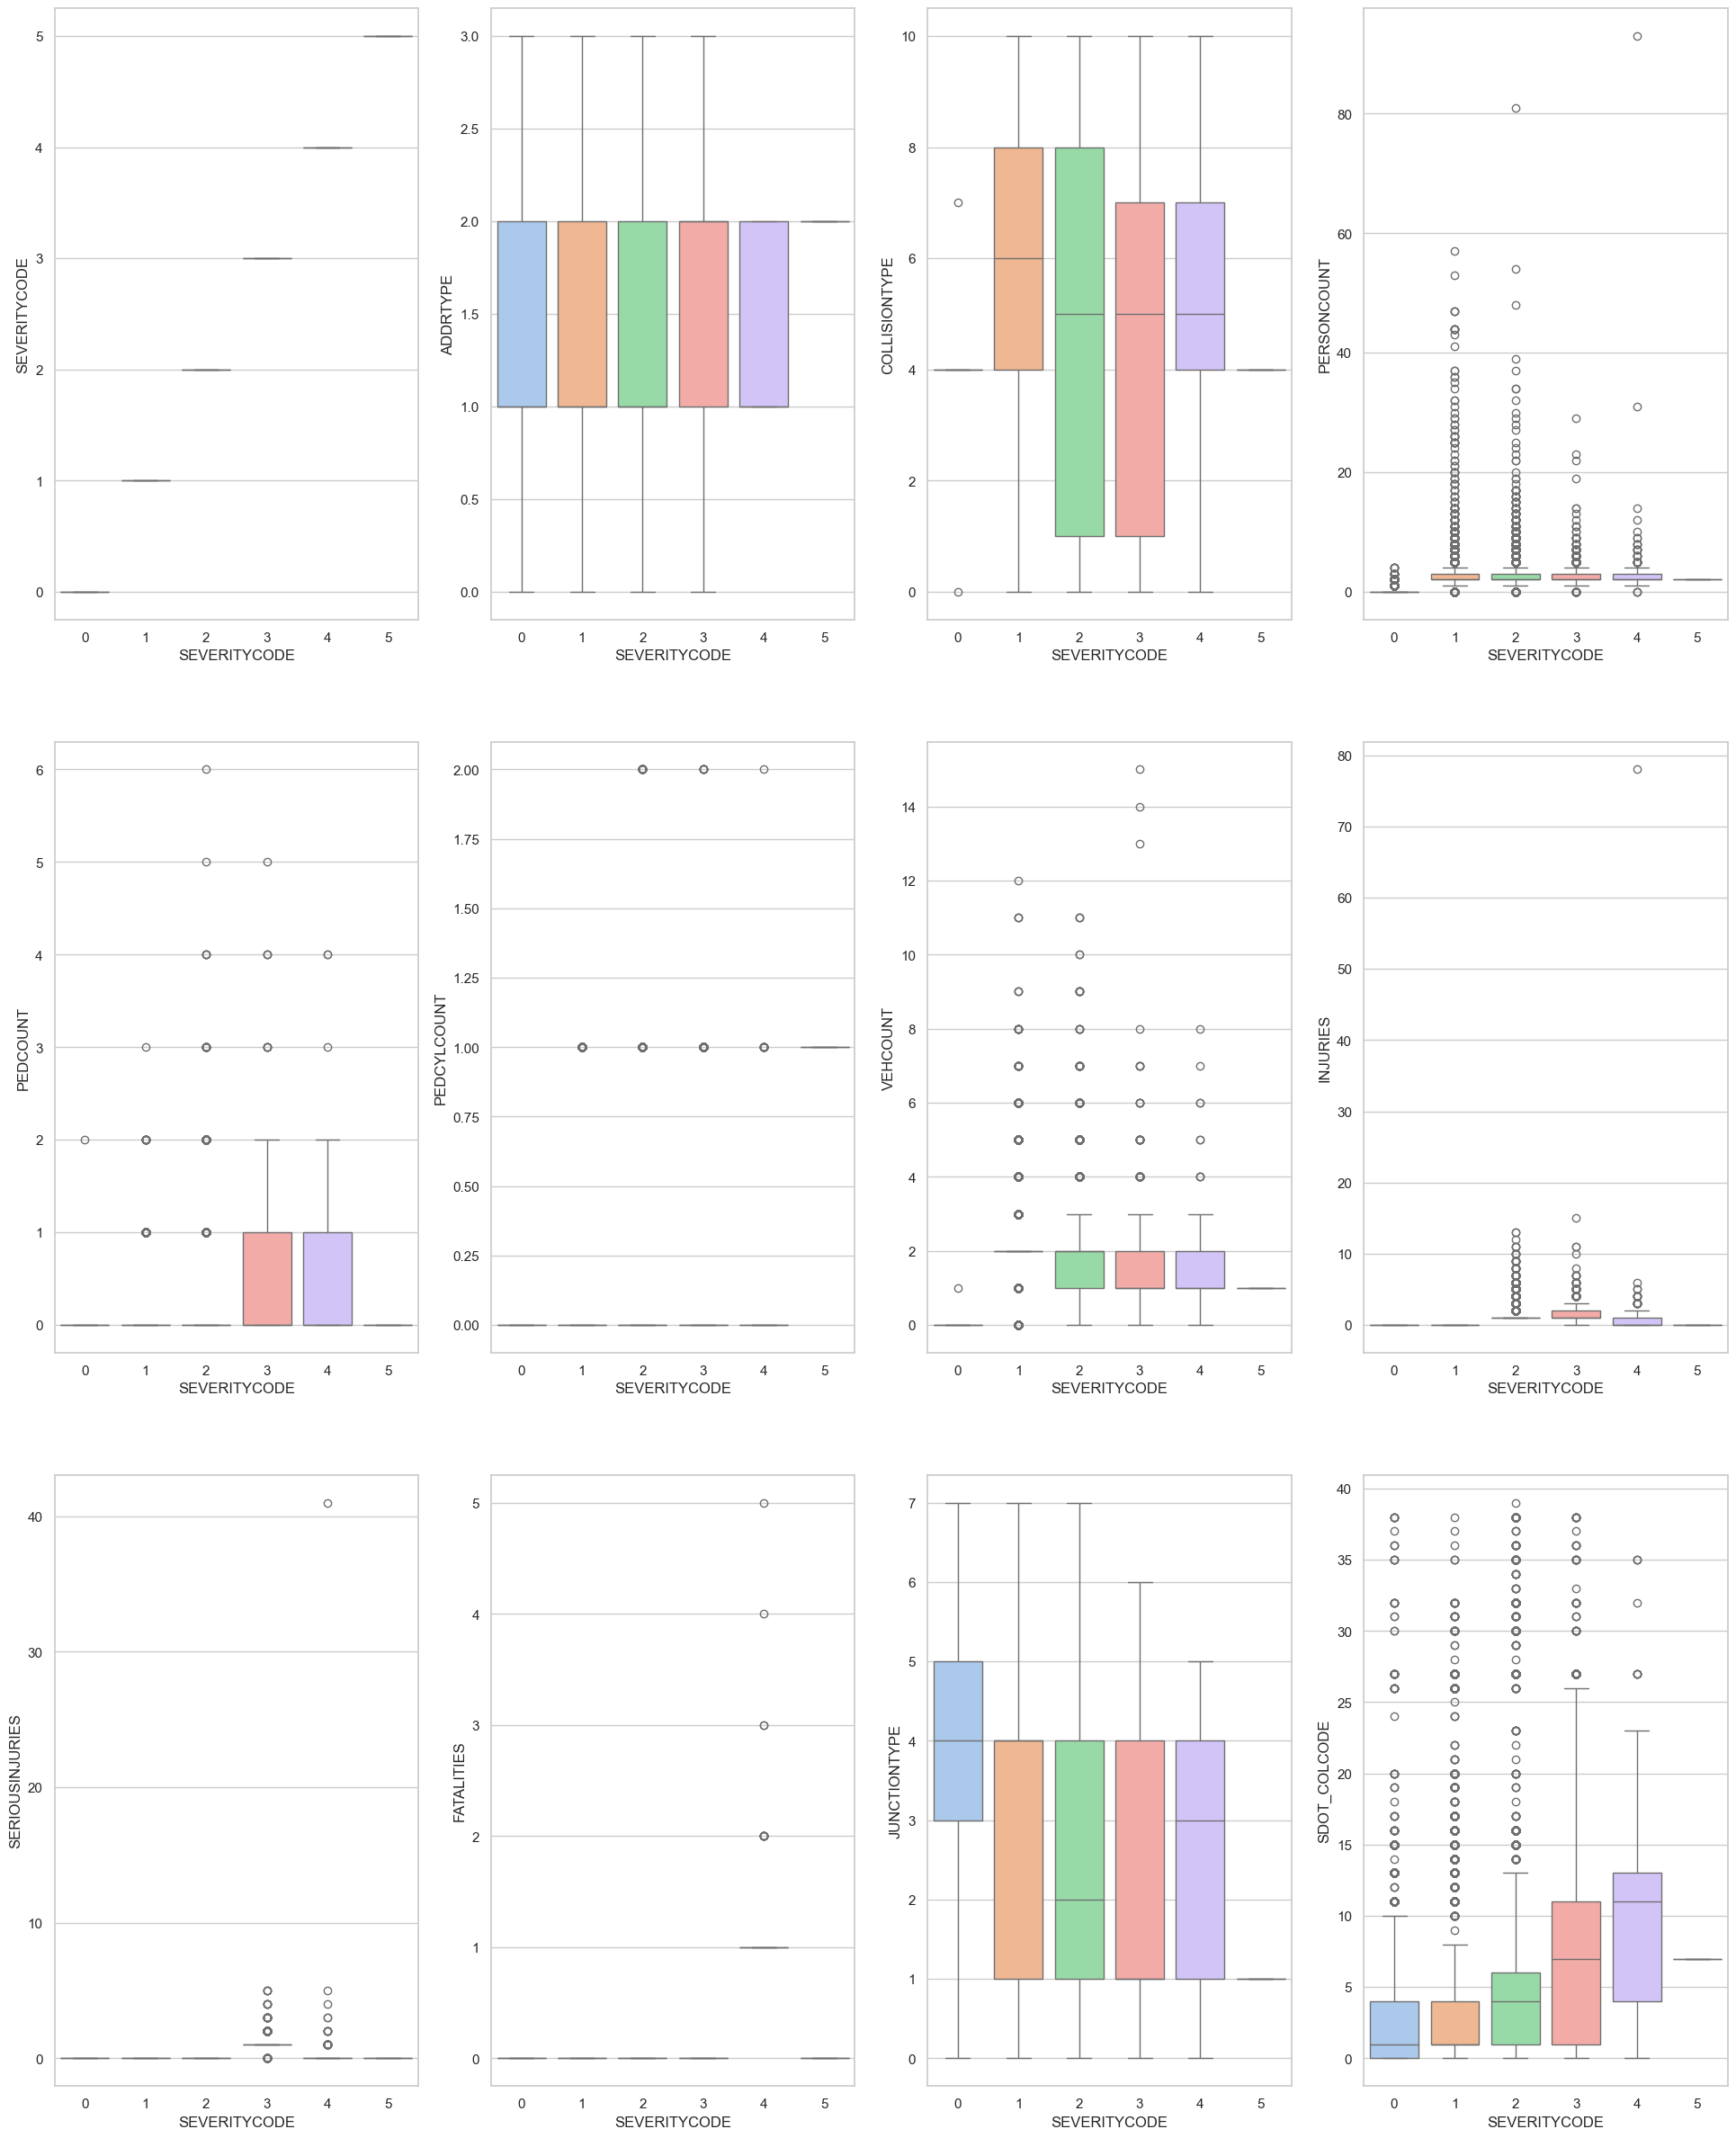 SEVERITYCODE
5
4
3
2
1
0
0 1 2 3 4 5
SEVERITYCODE
ADDRTYPE
3.0
2.5
2.0
1.5
1.0
0.5
0.0
0 1 2 3 4 5
SEVERITYCODE
COLLISIONTYPE
10
8
6
4
2
0
0 1 2 3 4 5
SEVERITYCODE
PERSONCOUNT
80
60
40
20
0
0 1 2 3 4 5
SEVERITYCODE
PEDCOUNT
6
5
4
3
2
1
0
0 1 2 3 4 5
SEVERITYCODE
PEDCYLCOUNT
2.00
1.75
1.50
1.25
1.00
0.75
0.50
0.25
0.00
0 1 2 3 4 5
SEVERITYCODE
VEHCOUNT
14
12
10
8
6
4
2
0
0 1 2 3 4 5
SEVERITYCODE
INJURIES
80
70
60
50
40
30
20
10
0
0 1 2 3 4 5
SEVERITYCODE
SERIOUSINJURIES
40
30
20
10
0
0 1 2 3 4 5
SEVERITYCODE
FATALITIES
5
4
3
2
1
0
0 1 2 3 4 5
SEVERITYCODE
JUNCTIONTYPE
7
6
5
4
3
2
1
0
0 1 2 3 4 5
SEVERITYCODE
SDOT_COLCODE
40
35
30
25
20
15
10
5
0
0 1 2 3 4 5
SEVERITYCODE